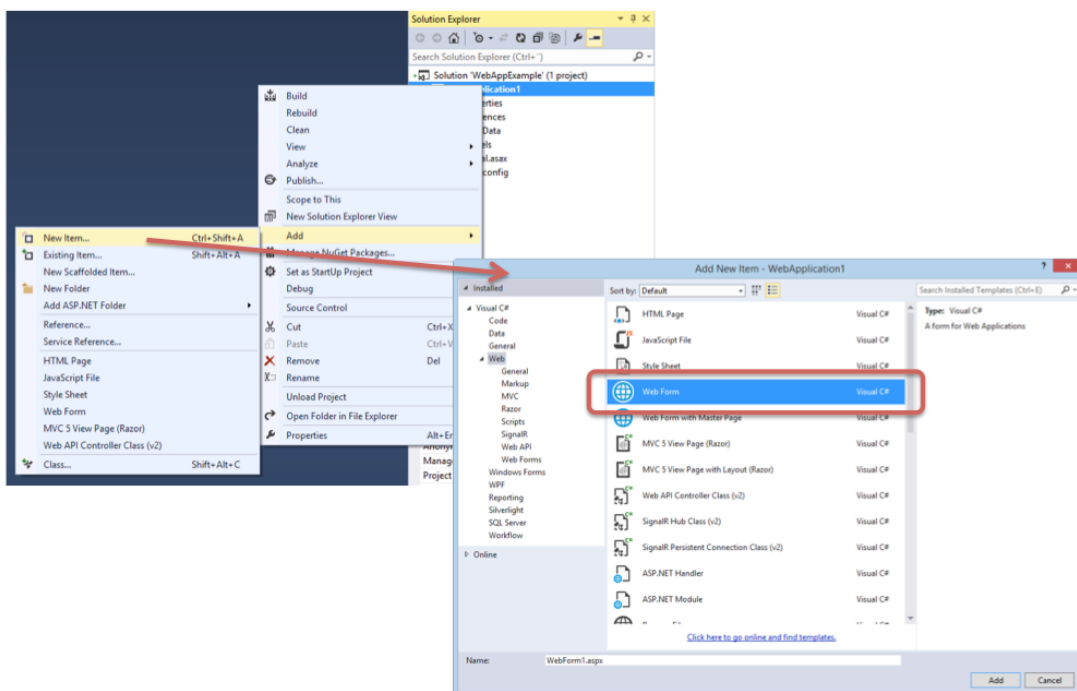 Solution Explorer
Search Solution Explorer (Ctrl+¨)
Solution 'WebAppExample' (1 project)
lication1
erties
ences
Data
els
al.asax
config
Build
Rebuild
Clean
View
Analyze
Publish...
Scope to This
New Solution Explorer View
Add
Manage NuGet Packages...
Set as StartUp Project
Debug
Source Control
Cut Ctrl+X
Paste Ctrl+V
Remove Del
Rename
Unload Project
Open Folder in File Explorer
Properties Alt+En
Anonym
Manag
Project
New Item... Ctrl+Shift+A
Existing Item... Shift+Alt+A
New Scaffolded Item...
New Folder
Add ASP.NET Folder
Reference...
Service Reference...
HTML Page
JavaScript File
Style Sheet
Web Form
MVC 5 View Page (Razor)
Web API Controller Class (v2)
Class... Shift+Alt+C
Add New Item - WebApplication1
Installed
Sort by: Default
Search Installed Templates (Ctrl+E)
Visual C#
Code
Data
General
Web
General
Markup
MVC
Razor
Scripts
SignalR
Web API
Web Forms
Windows Forms
WPF
Reporting
Silverlight
SQL Server
Workflow
Online
HTML Page Visual C#
JavaScript File Visual C#
Style Sheet Visual C#
Web Form Visual C#
Web Form with Master Page Visual C#
MVC 5 View Page (Razor) Visual C#
MVC 5 View Page with Layout (Razor) Visual C#
Web API Controller Class (v2) Visual C#
SignalR Hub Class (v2) Visual C#
SignalR Persistent Connection Class (v2) Visual C#
ASP.NET Handler Visual C#
ASP.NET Module Visual C#
Click here to go online and find templates.
Type: Visual C#
A form for Web Applications
Name: WebForm1.aspx
Add Cancel